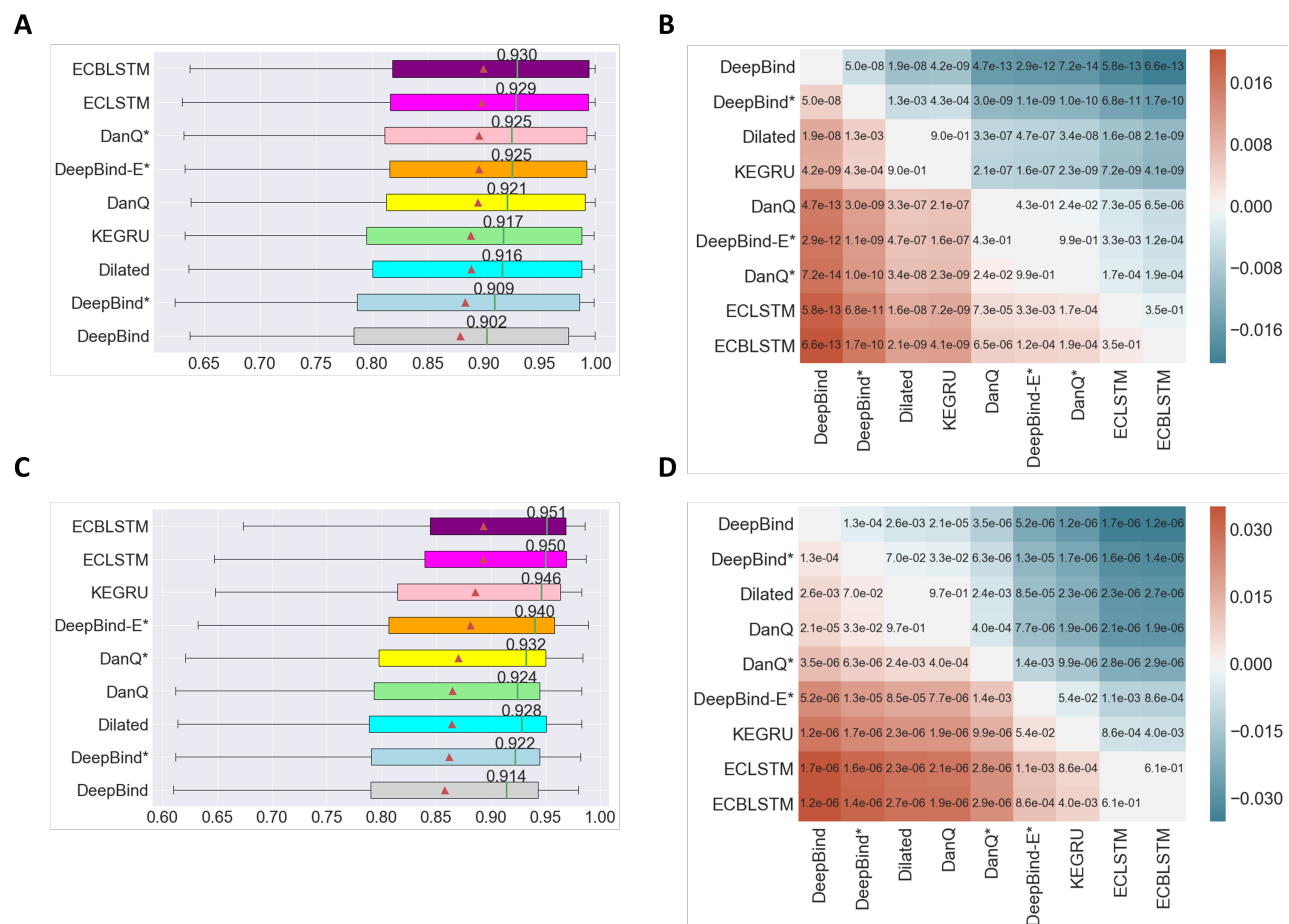 A
ECBLSTM 0.930
ECLSTM 0.929
DanQ* 0.925
DeepBind-E* 0.925
DanQ 0.921
KEGRU 0.917
Dilated 0.916
DeepBind* 0.909
DeepBind 0.902
0.65 0.70 0.75 0.80 0.85 0.90 0.95 1.00
B
DeepBind 5.0e-08 1.9e-08 4.2e-09 4.7e-13 2.9e-12 7.2e-14 5.8e-13 6.6e-13
DeepBind* 5.0e-08 1.3e-03 4.3e-04 3.0e-09 1.1e-09 1.0e-10 6.8e-11 1.7e-10
Dilated 1.9e-08 1.3e-03 9.0e-01 3.3e-07 4.7e-07 3.4e-08 1.6e-08 2.1e-09
KEGRU 4.2e-09 4.3e-04 9.0e-01 2.1e-07 1.6e-07 2.3e-09 7.2e-09 4.1e-09
DanQ 4.7e-13 3.0e-09 3.3e-07 2.1e-07 4.3e-01 2.4e-02 7.3e-05 6.5e-06
DeepBind-E* 2.9e-12 1.1e-09 4.7e-07 1.6e-07 4.3e-01 9.9e-01 3.3e-03 1.2e-04
DanQ* 7.2e-14 1.0e-10 3.4e-08 2.3e-09 2.4e-02 9.9e-01 1.7e-04 1.9e-04
ECLSTM 5.8e-13 6.8e-11 1.6e-08 7.2e-09 7.3e-05 3.3e-03 1.7e-04 3.5e-01
ECBLSTM 6.6e-13 1.7e-10 2.1e-09 4.1e-09 6.5e-06 1.2e-04 1.9e-04 3.5e-01
DeepBind DeepBind* Dilated KEGRU DanQ DeepBind-E* DanQ* ECLSTM ECBLSTM
0.016
0.008
0.000
−0.008
−0.016
C
ECBLSTM 0.951
ECLSTM 0.950
KEGRU 0.946
DeepBind-E* 0.940
DanQ* 0.932
DanQ 0.924
Dilated 0.928
DeepBind* 0.922
DeepBind 0.914
0.60 0.65 0.70 0.75 0.80 0.85 0.90 0.95 1.00
D
DeepBind 1.3e-04 2.6e-03 2.1e-05 3.5e-06 5.2e-06 1.2e-06 1.7e-06 1.2e-06
DeepBind* 1.3e-04 7.0e-02 3.3e-02 6.3e-06 1.3e-05 1.7e-06 1.6e-06 1.4e-06
Dilated 2.6e-03 7.0e-02 9.7e-01 2.4e-03 8.5e-05 2.3e-06 2.3e-06 2.7e-06
DanQ 2.1e-05 3.3e-02 9.7e-01 4.0e-04 7.7e-06 1.9e-06 2.1e-06 1.9e-06
DanQ* 3.5e-06 6.3e-06 2.4e-03 4.0e-04 1.4e-03 9.9e-06 2.8e-06 2.9e-06
DeepBind-E* 5.2e-06 1.3e-05 8.5e-05 7.7e-06 1.4e-03 5.4e-02 1.1e-03 8.6e-04
KEGRU 1.2e-06 1.7e-06 2.3e-06 1.9e-06 9.9e-06 5.4e-02 8.6e-04 4.0e-03
ECLSTM 1.7e-06 1.6e-06 2.3e-06 2.1e-06 2.8e-06 1.1e-03 8.6e-04 6.1e-01
ECBLSTM 1.2e-06 1.4e-06 2.7e-06 1.9e-06 2.9e-06 8.6e-04 4.0e-03 6.1e-01
DeepBind DeepBind* Dilated DanQ DanQ* DeepBind-E* KEGRU ECLSTM ECBLSTM
0.030
0.015
0.000
−0.015
−0.030